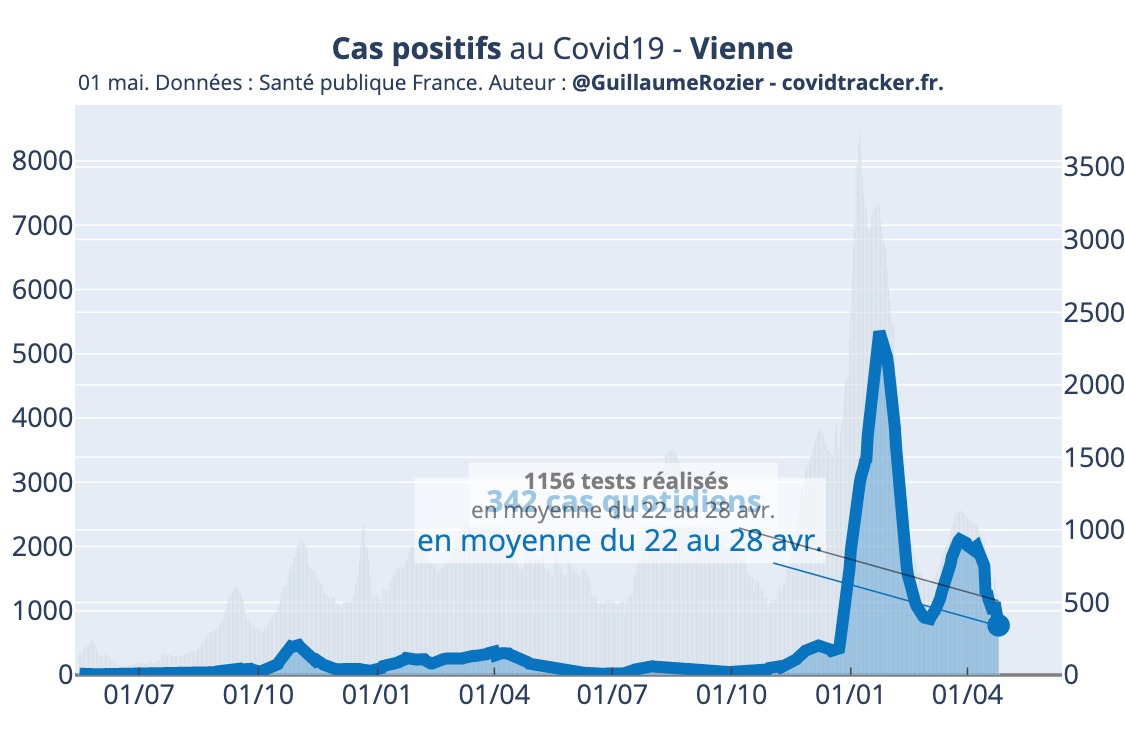 Cas positifs au Covid19 - Vienne
01 mai. Données : Santé publique France. Auteur : @GuillaumeRozier - covidtracker.fr.
8000
7000
6000
5000
4000
3000
2000
1000
0
3500
3000
2500
2000
1500
1000
500
0
1156 tests réalisés
en moyenne du 22 au 28 avr.
342 cas quotidiens
en moyenne du 22 au 28 avr.
01/07 01/10 01/01 01/04 01/07 01/10 01/01 01/04